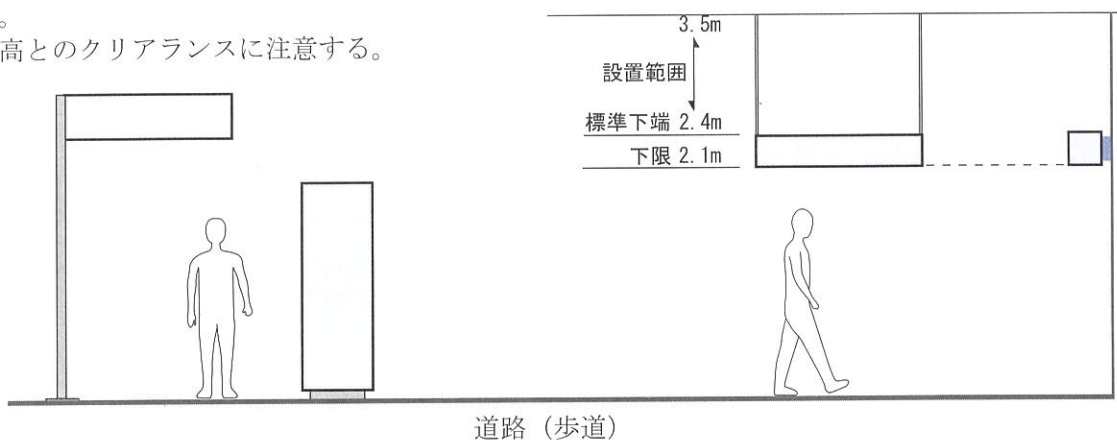 。
高とのクリアランスに注意する。
3.5m
設置範囲
標準下端 2.4m
下限 2.1m
道路（歩道）